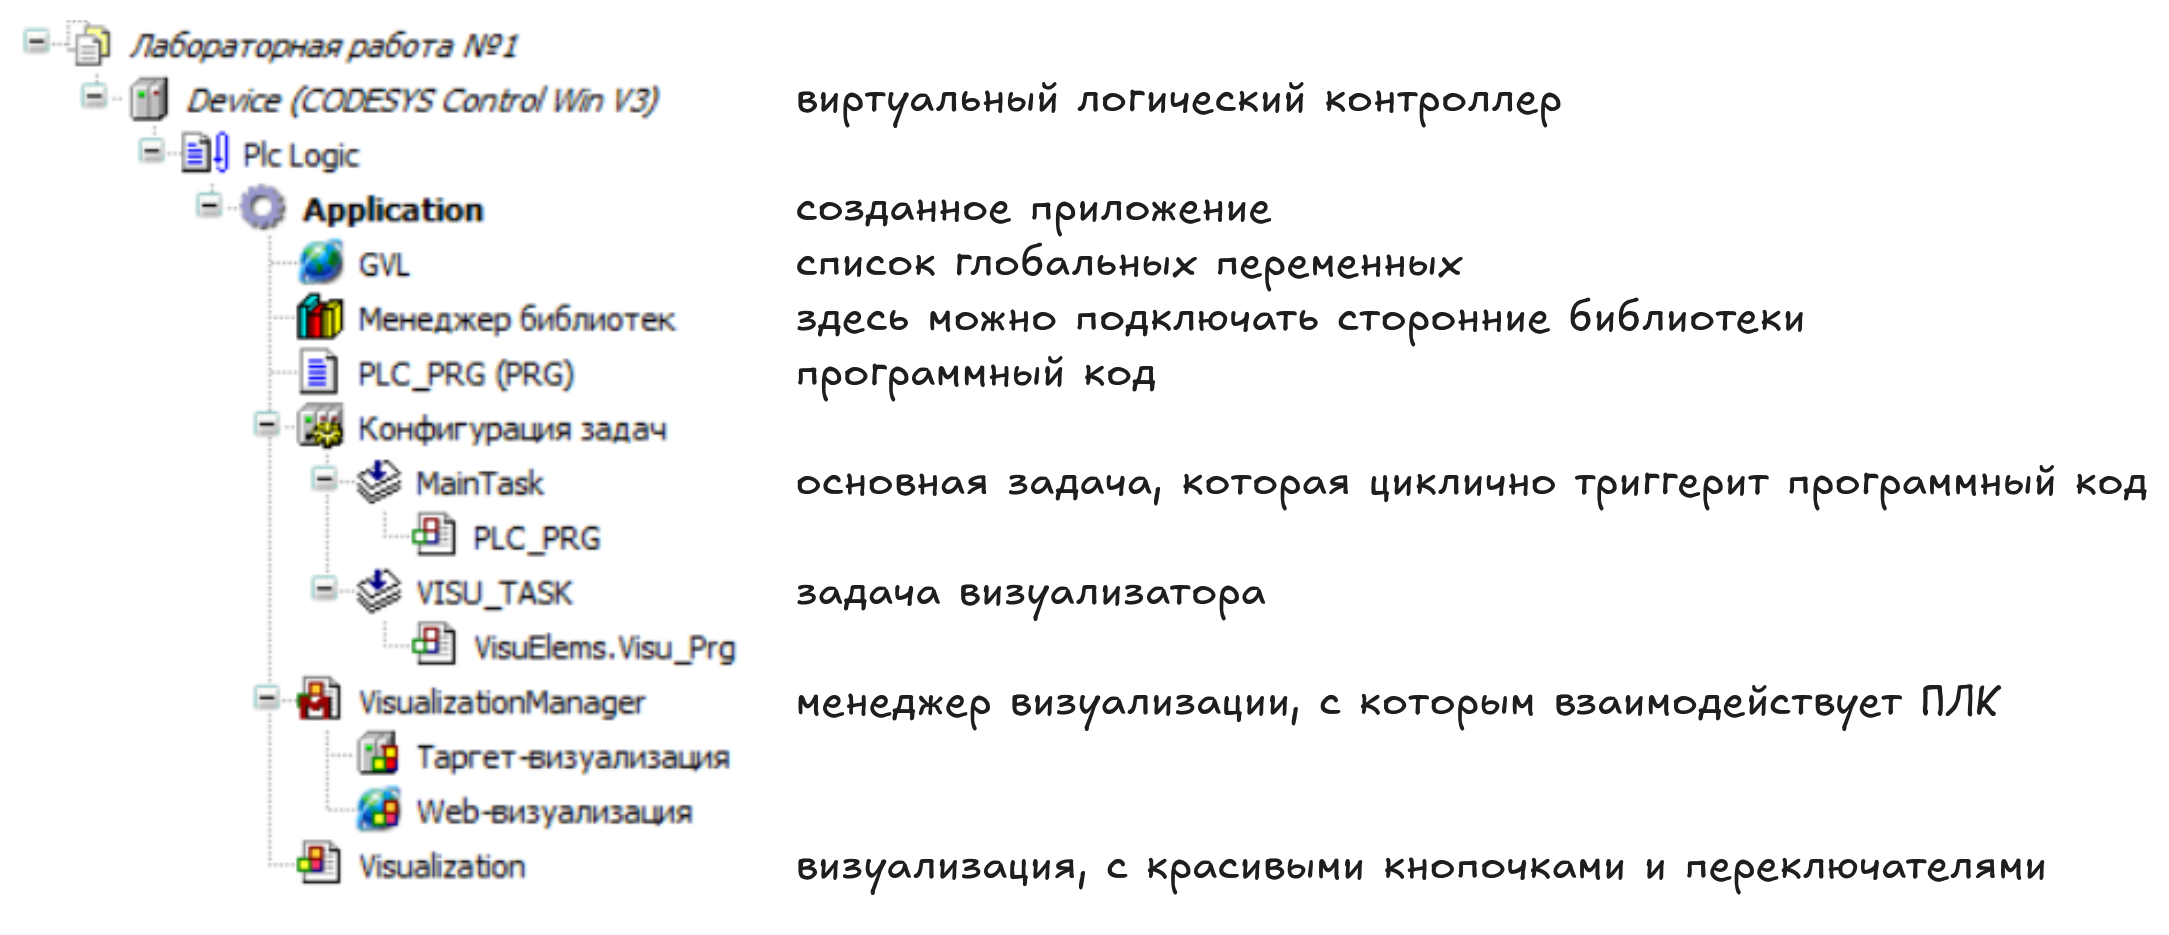 Лабораторная работа №1
Device (CODESYS Control Win V3) виртуальный логический контроллер
Plc Logic
Application созданное приложение
GVL список глобальных переменных
Менеджер библиотек здесь можно подключать сторонние библиотеки
PLC_PRG (PRG) программный код
Конфигурация задач
MainTask основная задача, которая циклично триггерит программный код
PLC_PRG
VISU_TASK задача визуализатора
VisuElems.Visu_Prg
VisualizationManager менеджер визуализации, с которым взаимодействует ПЛК
Таргет-визуализация
Web-визуализация
Visualization визуализация, с красивыми кнопочками и переключателями